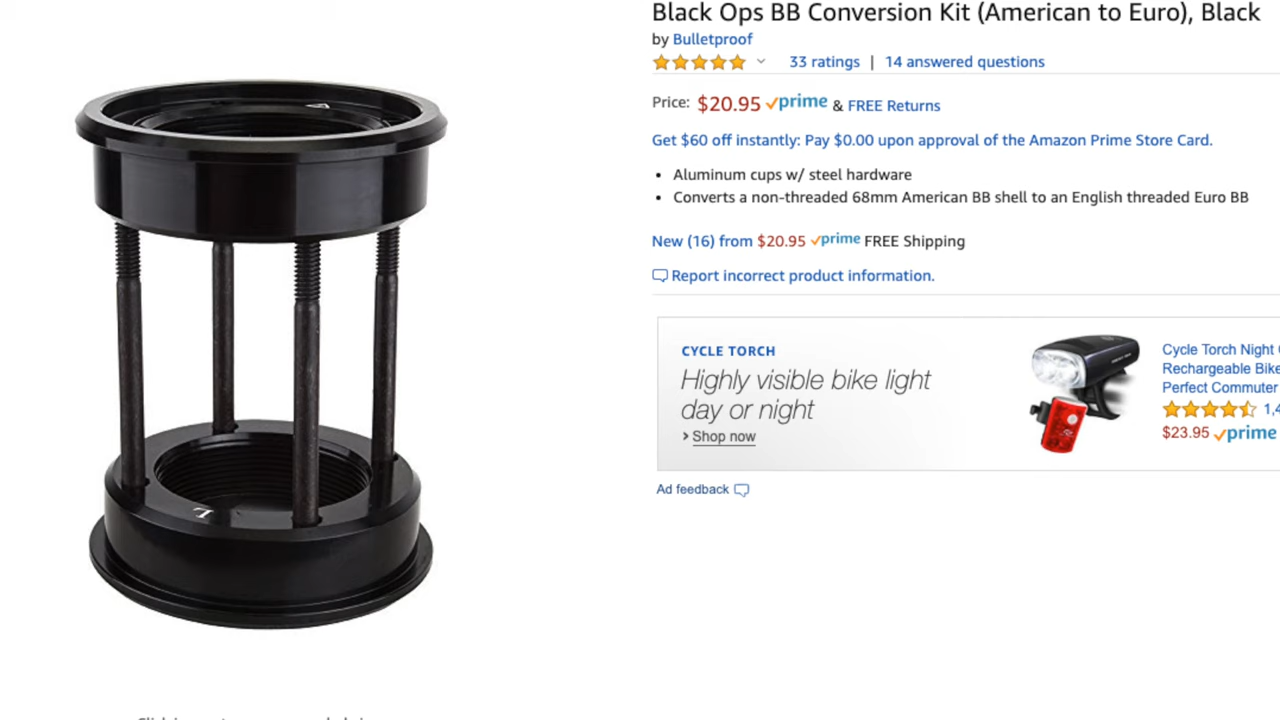 Black Ops BB Conversion Kit (American to Euro), Black
by Bulletproof
33 ratings | 14 answered questions
Price: $20.95 prime & FREE Returns
Get $60 off instantly: Pay $0.00 upon approval of the Amazon Prime Store Card.
• Aluminum cups w/ steel hardware
• Converts a non-threaded 68mm American BB shell to an English threaded Euro BB
New (16) from $20.95 prime FREE Shipping
Report incorrect product information.
CYCLE TORCH
Highly visible bike light
day or night
› Shop now
Cycle Torch Night
Rechargeable Bike
Perfect Commuter
1,4
$23.95 prime
Ad feedback
L